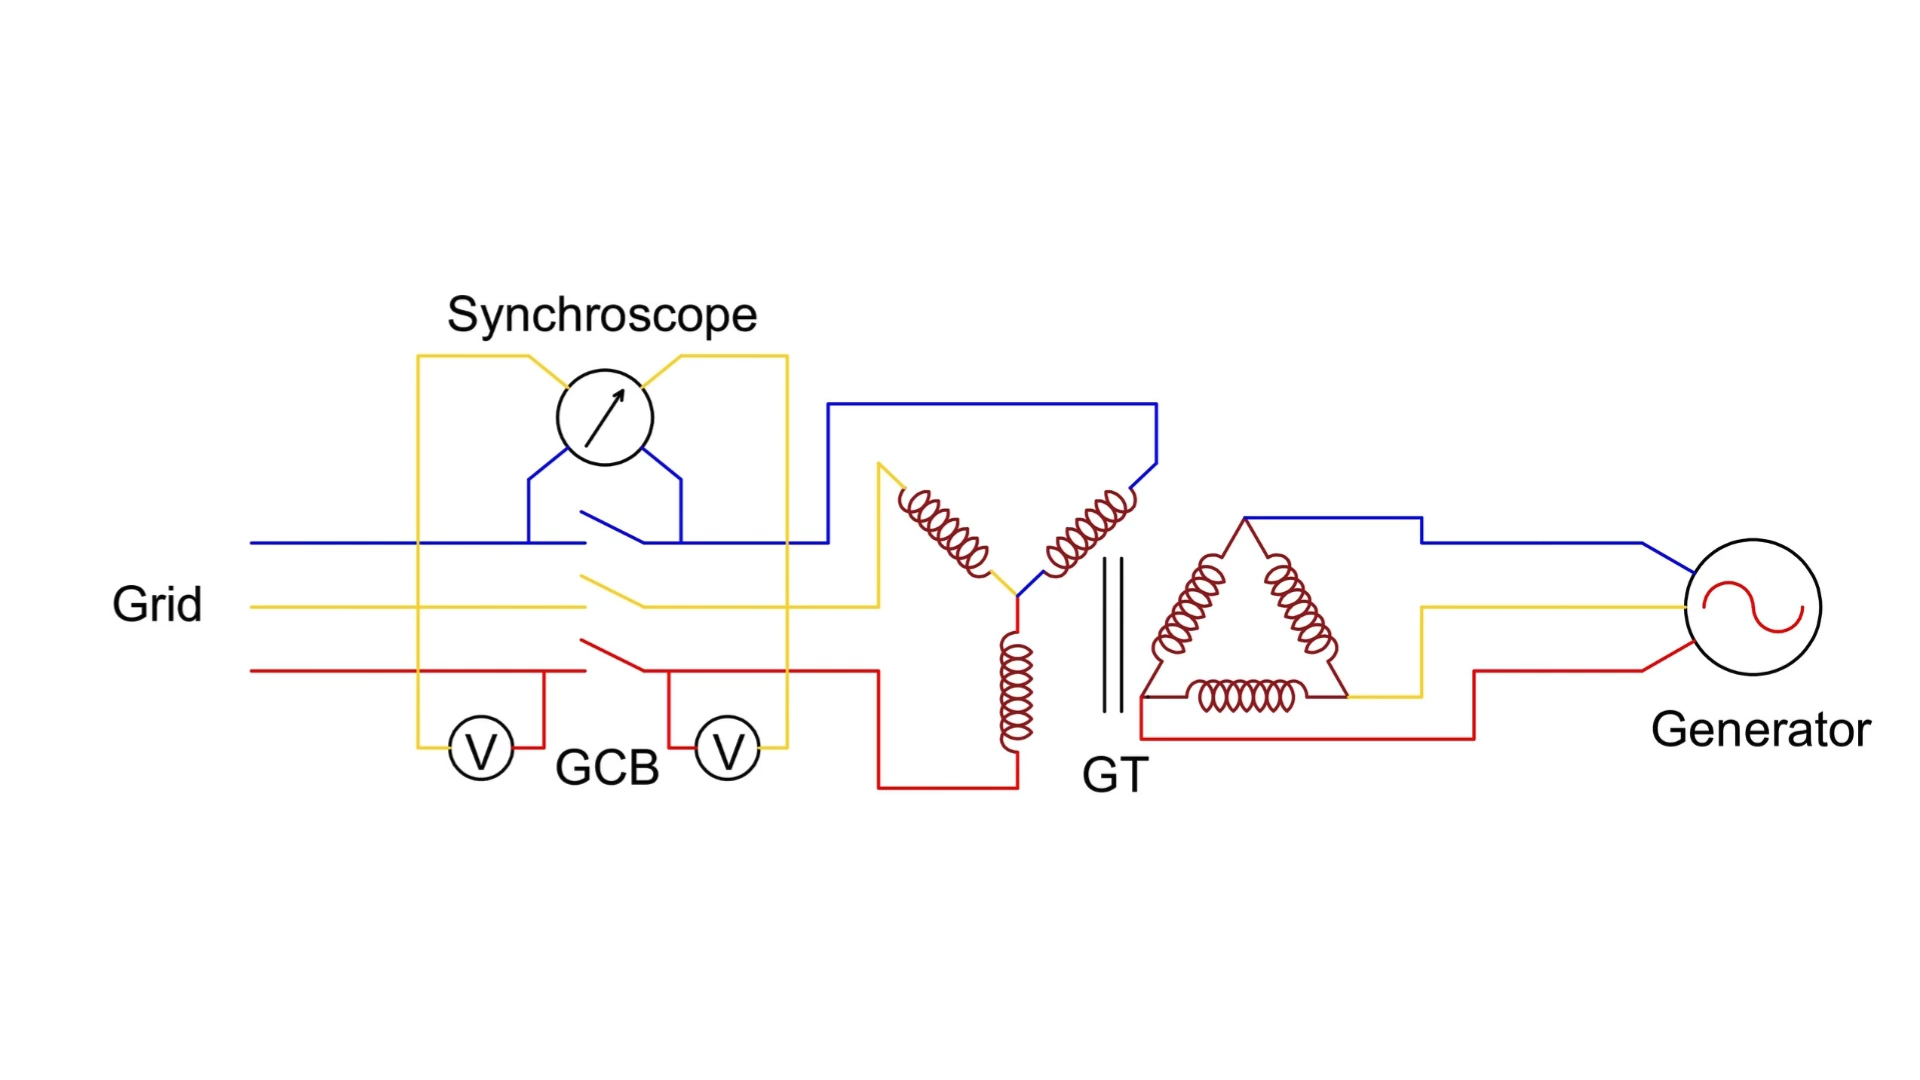 Synchroscope
Grid
V
GCB
V
GT
Generator